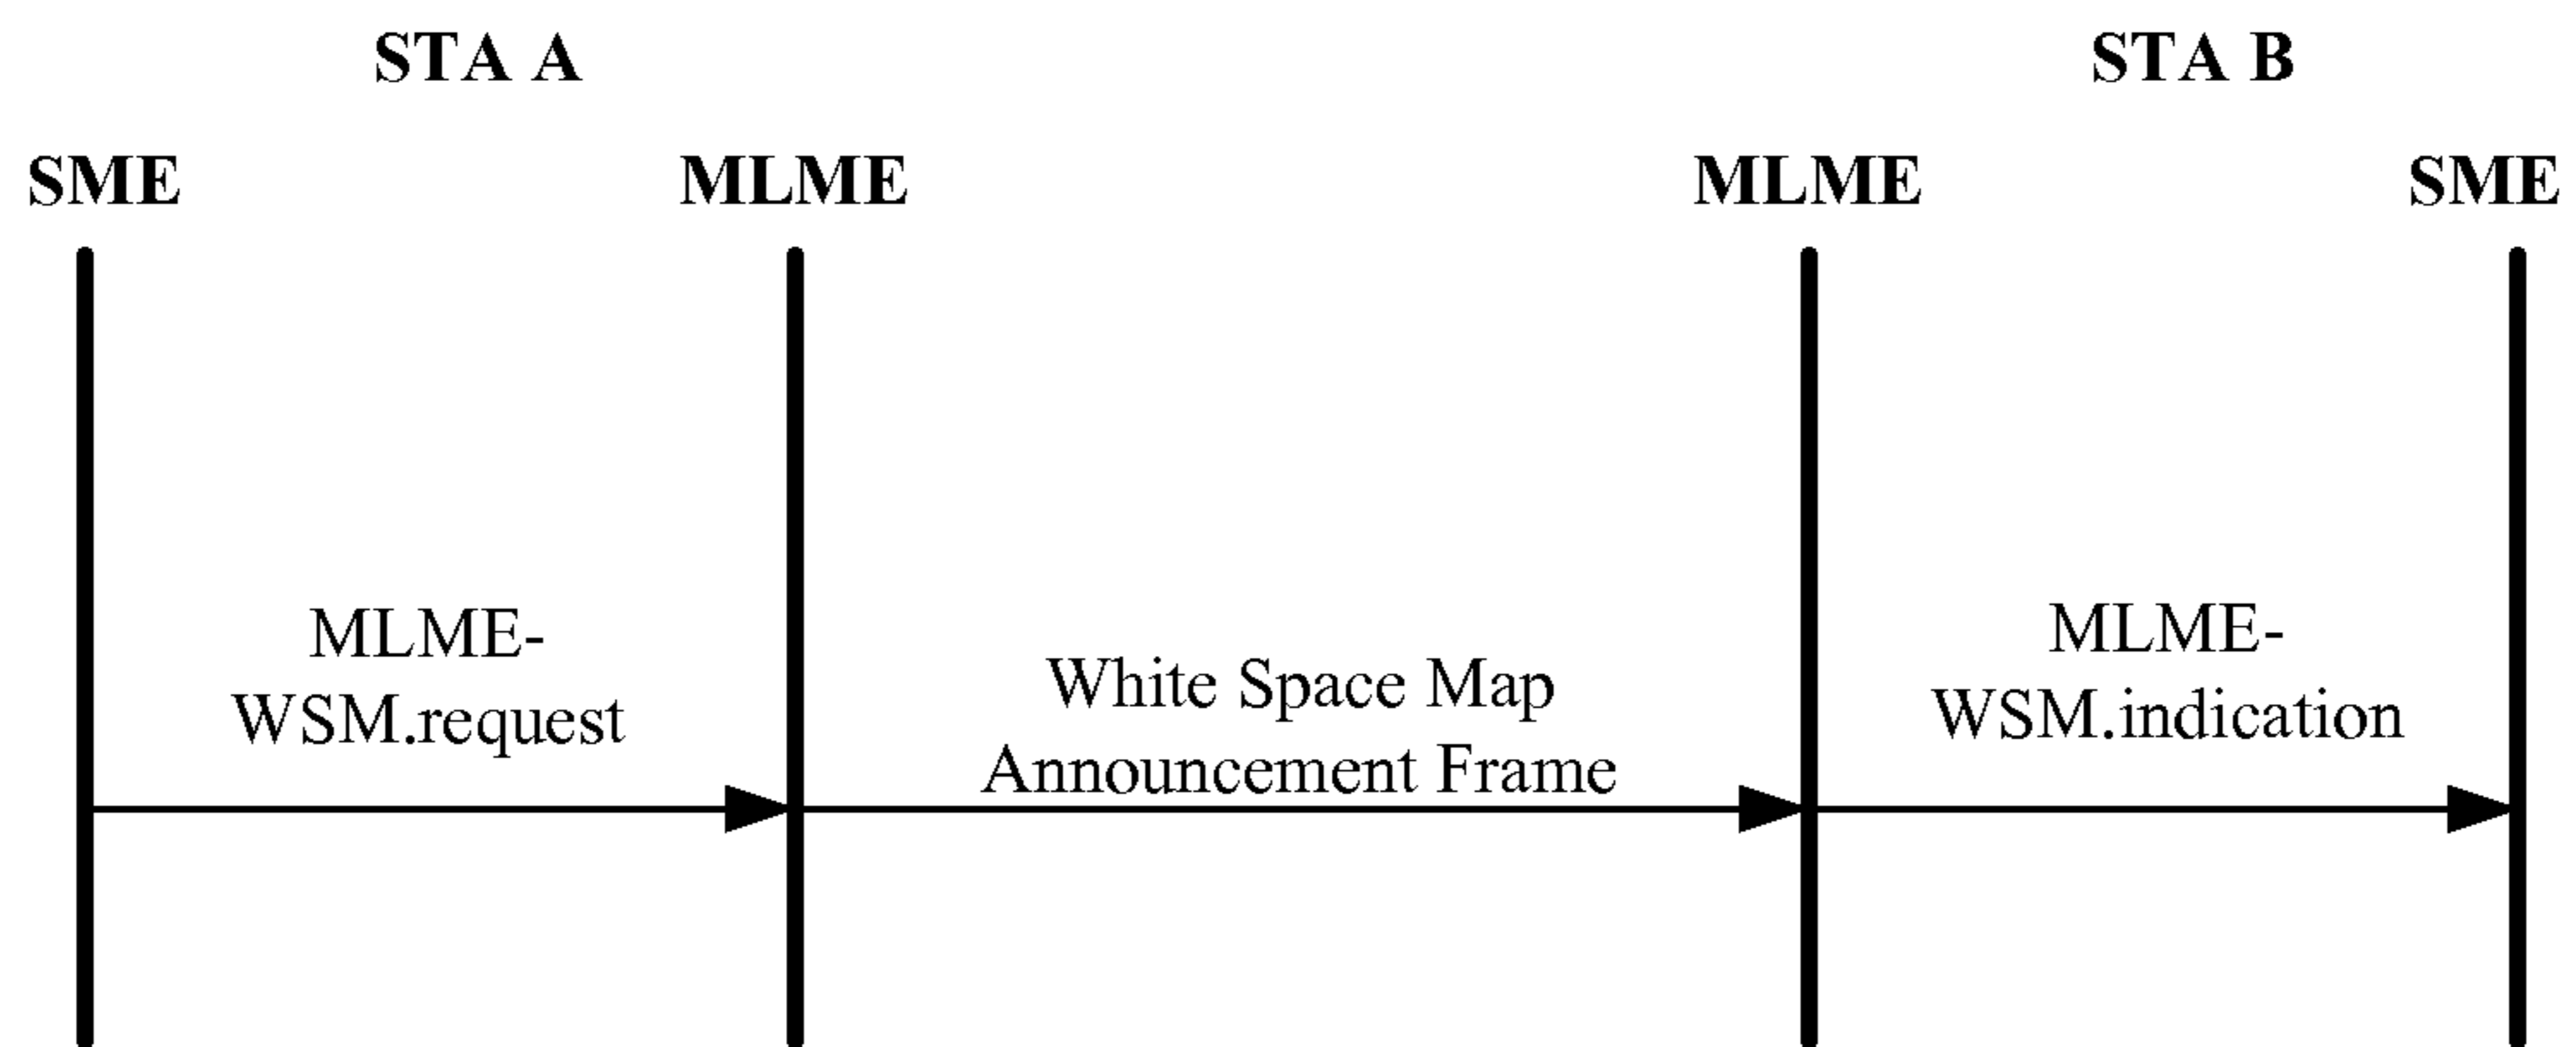 STA A
STA B
SME
MLME
MLME
SME
MLME-
WSM.request
White Space Map
Announcement Frame
MLME-
WSM.indication